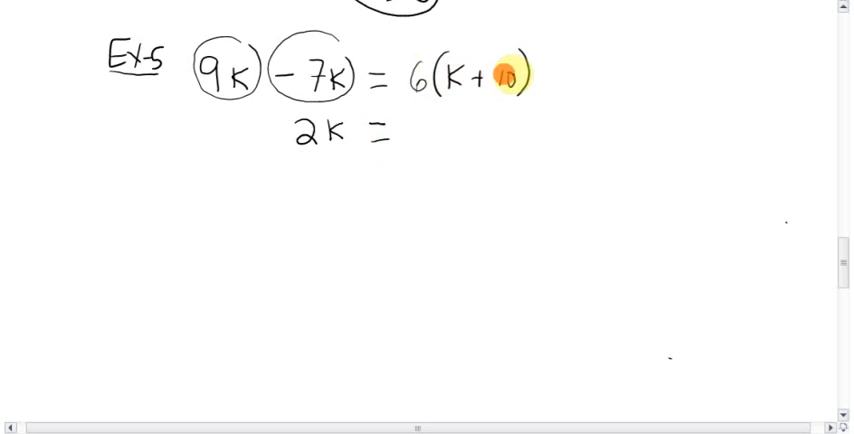 Ex-5 9k - 7k = 6(k + 10)
2k =